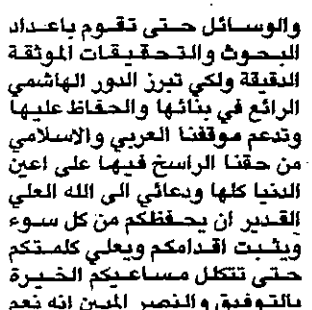 والوسائل حتى تقوم باعداد
البحوث والتحقيقات الموثقة
الدقيقة ولكي تبرز الدور الهاشمي
الرائع في بنائها والحفاظ عليها
وتدعم موقفنا العربي والاسلامي
من حقنا الراسخ فيها على اعين
الدنيا كلها ودعائي الى الله العلي
القدير ان يحفظكم من كل سوء
ويثبت اقدامكم ويعلي كلمتكم
حتى تتكلل مساعيكم الخيرة
بالتوفيق والنصر المبين انه نعم